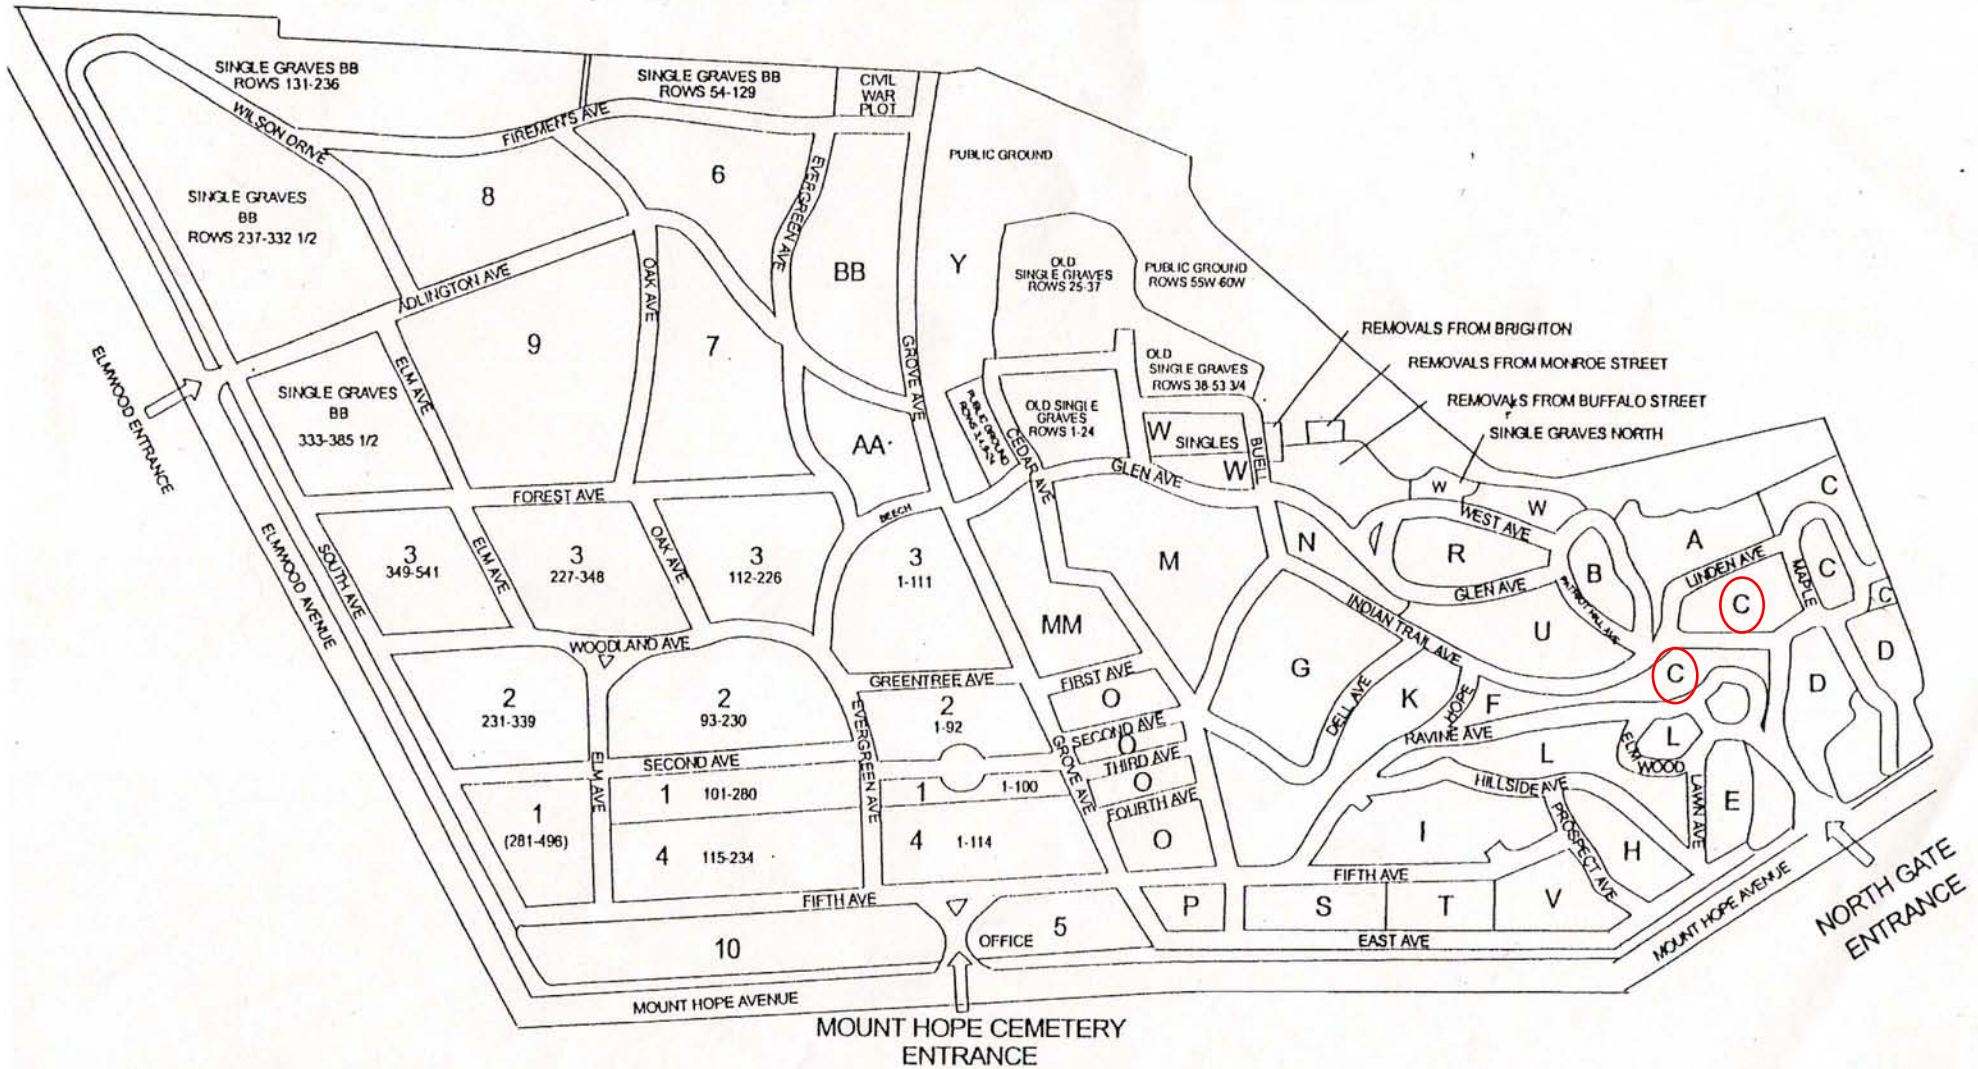 SINGLE GRAVES BB
ROWS 131-236
SINGLE GRAVES BB
ROWS 54-129
CIVIL
WAR
PLOT
WILSON DRIVE
FIREMEN'S AVE
PUBLIC GROUND
6
8
EVERGREEN AVE
SINGLE GRAVES
BB
ROWS 237-332 1/2
ADLINGTON AVE
OAK AVE
BB
Y
OLD
SINGLE GRAVES
ROWS 25-37
PUBLIC GROUND
ROWS 55W-60W
REMOVALS FROM BRIGHTON
REMOVALS FROM MONROE STREET
REMOVALS FROM BUFFALO STREET
SINGLE GRAVES NORTH
9
7
GROVE AVE
OLD
SINGLE GRAVES
ROWS 38-53 3/4
ELMWOOD ENTRANCE
ELM AVE
SINGLE GRAVES
BB
333-385 1/2
AA
PUBLIC GROUND
ROWS 3,4,9-24
OLD SINGLE
GRAVES
ROWS 1-24
CEDAR AVE
W
SINGLES
W
BUELL
GLEN AVE
W
W
WEST AVE
A
C
FOREST AVE
BEECH
ELMWOOD AVENUE
SOUTH AVE
3
349-541
ELM AVE
3
227-348
OAK AVE
3
112-226
3
1-111
M
N
R
B
LINDEN AVE
MAPLE
C
C
C
GLEN AVE
PATRIOT HILL AVE
INDIAN TRAIL AVE
U
MM
WOODLAND AVE
GREENTREE AVE
FIRST AVE
G
DELL AVE
K
HOPE
F
C
D
D
2
231-339
2
93-230
2
1-92
EVERGREEN AVE
O
SECOND AVE
O
THIRD AVE
O
FOURTH AVE
O
GROVE AVE
RAVINE AVE
L
L
ELM
WOOD
LAWN AVE
E
HILLSIDE AVE
PROSPECT AVE
ELM AVE
SECOND AVE
1
(281-496)
1 101-280
4 115-234
1 1-100
4 1-114
I
H
FIFTH AVE
FIFTH AVE
10
OFFICE
5
P
S
T
V
EAST AVE
MOUNT HOPE AVENUE
NORTH GATE
ENTRANCE
MOUNT HOPE AVENUE
MOUNT HOPE CEMETERY
ENTRANCE